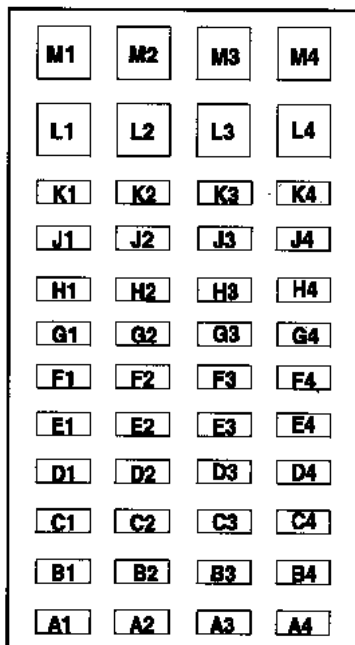 M1 M2 M3 M4
L1 L2 L3 L4
K1 K2 K3 K4
J1 J2 J3 J4
H1 H2 H3 H4
G1 G2 G3 G4
F1 F2 F3 F4
E1 E2 E3 E4
D1 D2 D3 D4
C1 C2 C3 C4
B1 B2 B3 B4
A1 A2 A3 A4